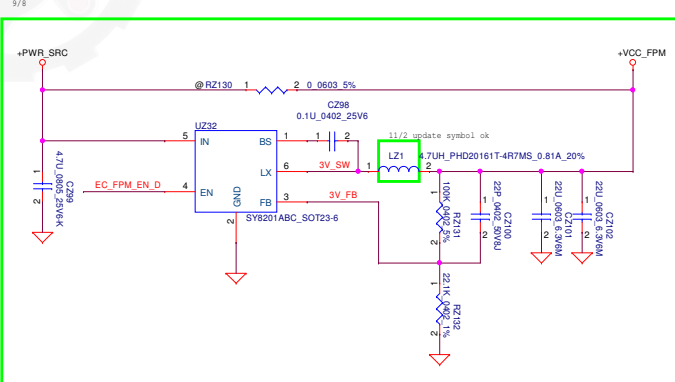 9/8
+PWR_SRC
+VCC_FPM
@ RZ130 1 2 0_0603_5%
CZ98
0.1U_0402_25V6
11/2 update symbol ok
UZ32
5 IN BS 1 1 2
LZ1 4.7UH_PHD20161T-4R7MS_0.81A_20%
LX 6 3V_SW 1 2
EC_FPM_EN_D 4 EN
GND FB 3 3V_FB
2
SY8201ABC_SOT23-6
1 2
CZ99
4.7U_0805_25V6-K
1 2
RZ131
100K_0402_5%
1 2
CZ100
22P_0402_50V8J
1 2
CZ101
22U_0603_6.3V6M
1 2
CZ102
22U_0603_6.3V6M
1 2
RZ132
22.1K_0402_1%